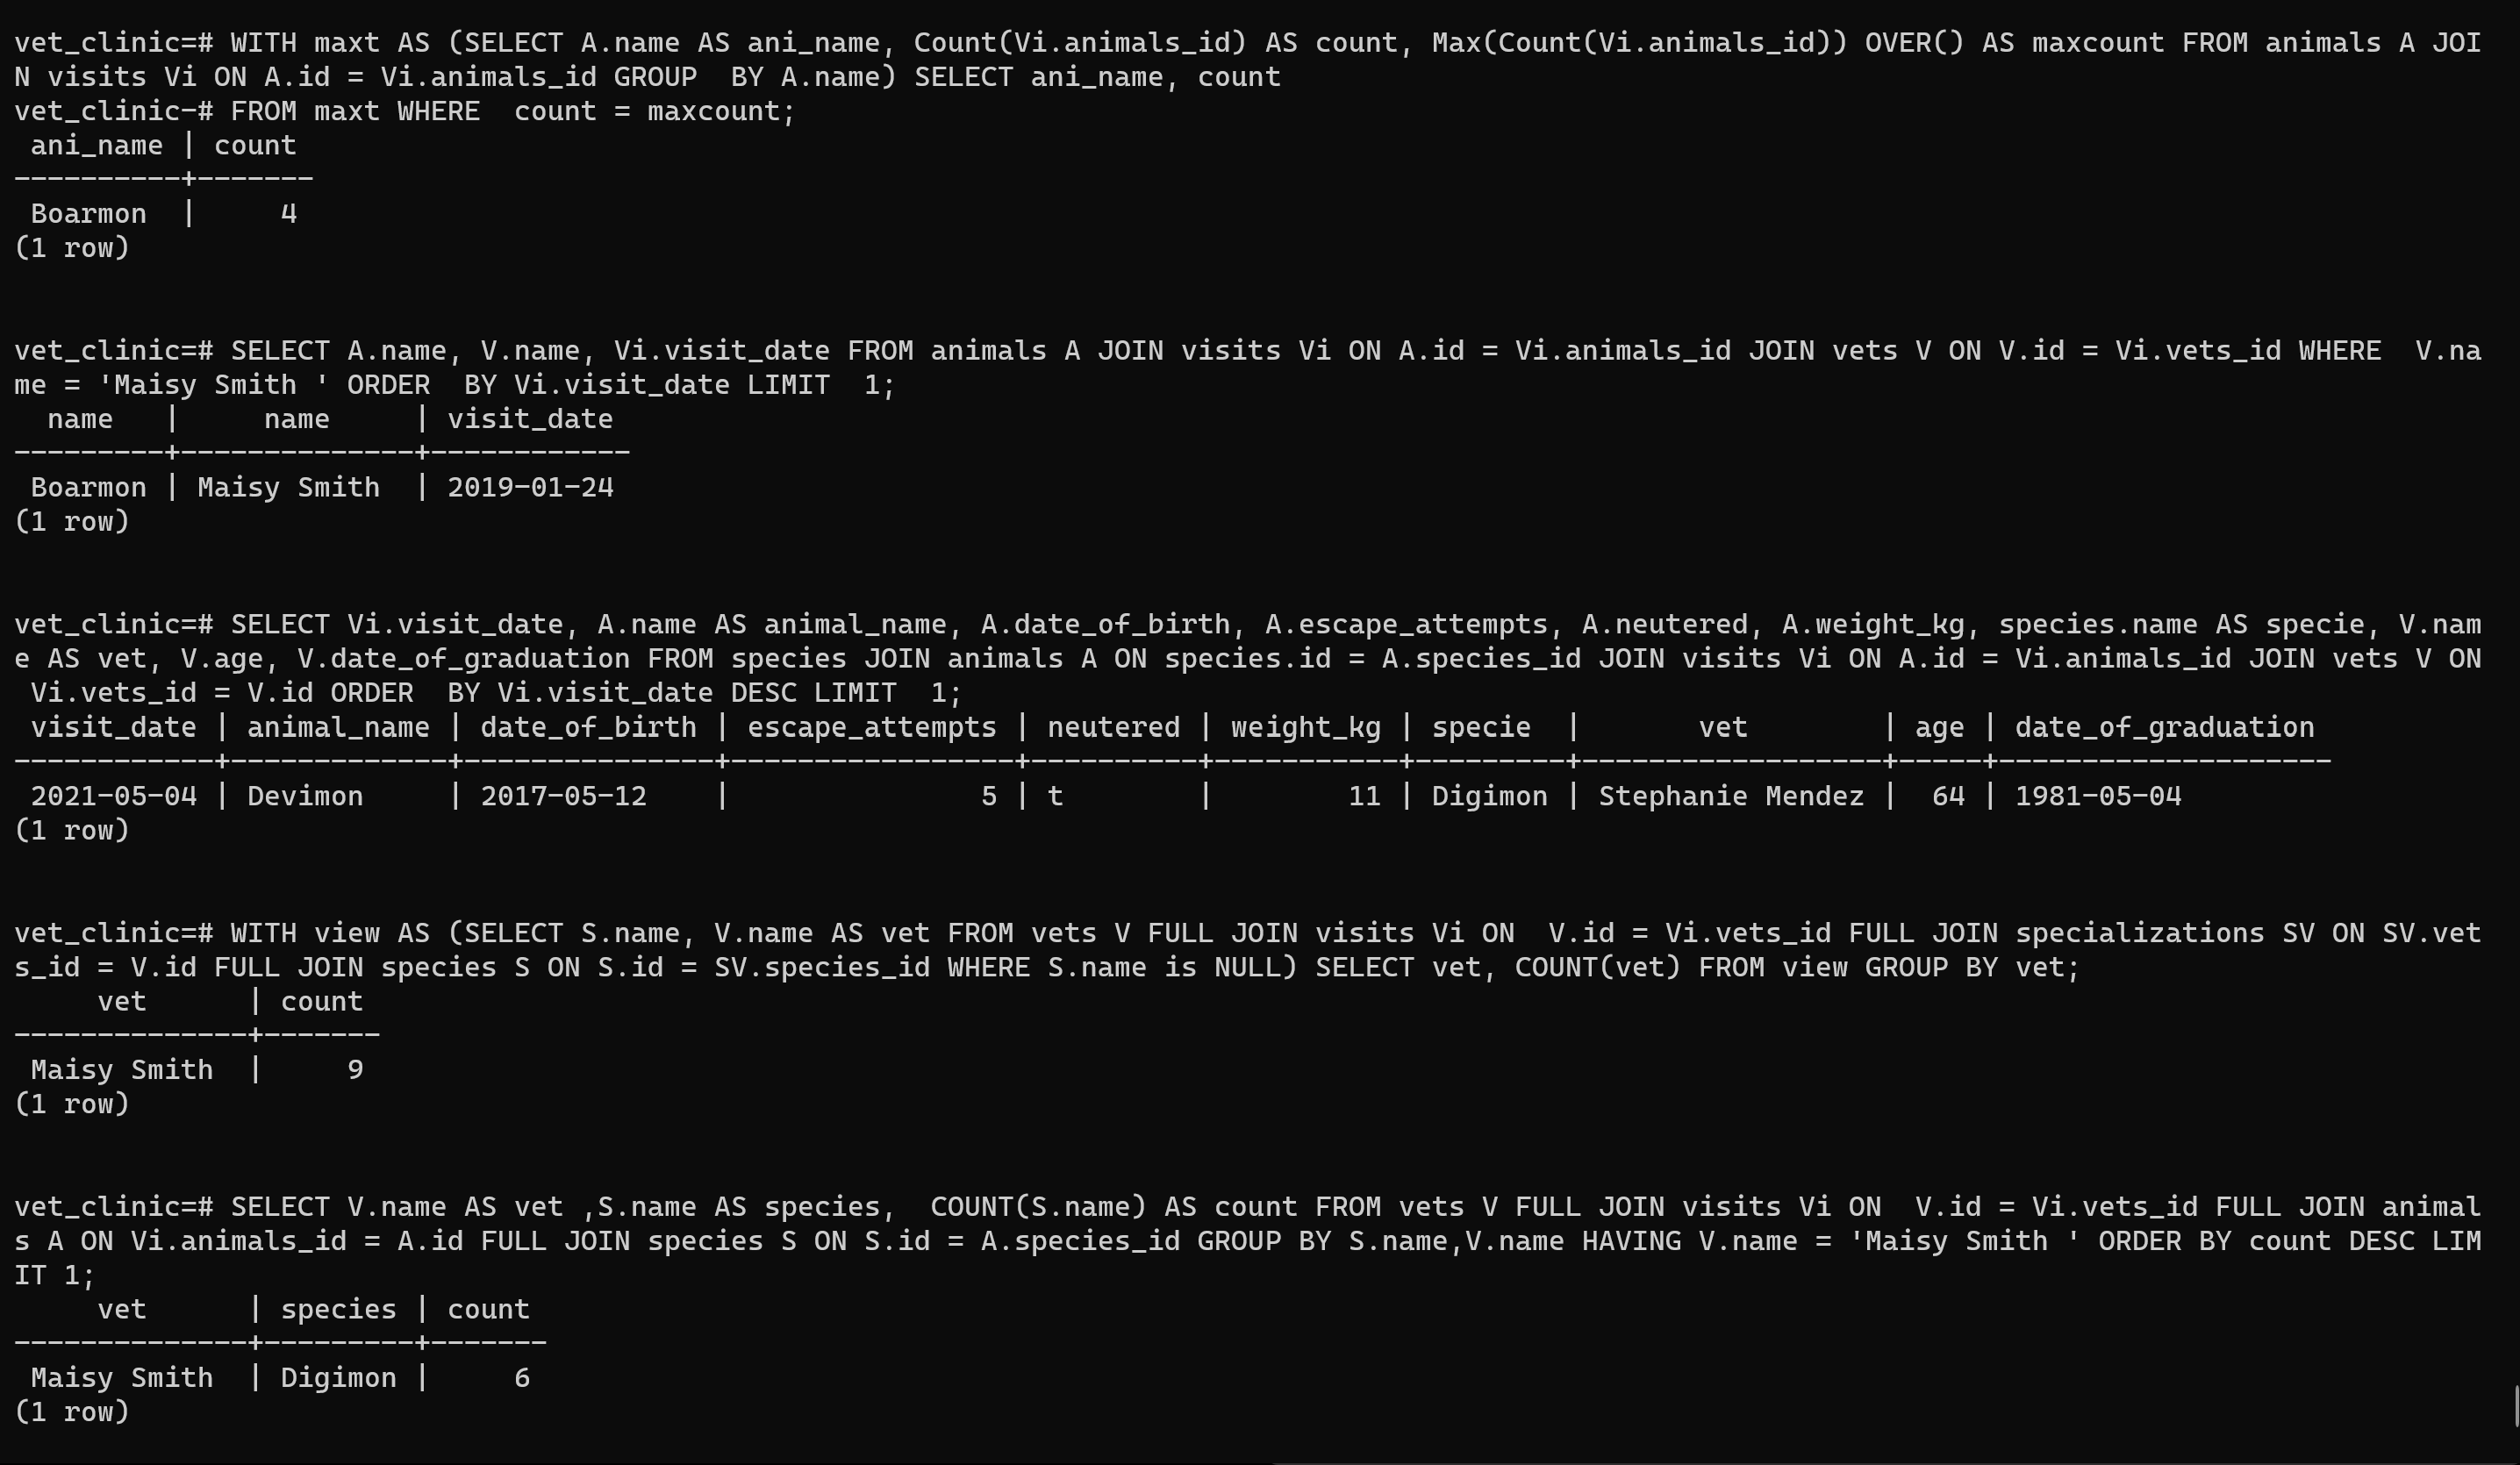 vet_clinic=# WITH maxt AS (SELECT A.name AS ani_name, Count(Vi.animals_id) AS count, Max(Count(Vi.animals_id)) OVER() AS maxcount FROM animals A JOI
N visits Vi ON A.id = Vi.animals_id GROUP  BY A.name) SELECT ani_name, count
vet_clinic-# FROM maxt WHERE  count = maxcount;
 ani_name | count
----------+-------
 Boarmon  |     4
(1 row)
vet_clinic=# SELECT A.name, V.name, Vi.visit_date FROM animals A JOIN visits Vi ON A.id = Vi.animals_id JOIN vets V ON V.id = Vi.vets_id WHERE  V.na
me = 'Maisy Smith ' ORDER  BY Vi.visit_date LIMIT  1;
  name   |     name     | visit_date
---------+--------------+------------
 Boarmon | Maisy Smith  | 2019-01-24
(1 row)
vet_clinic=# SELECT Vi.visit_date, A.name AS animal_name, A.date_of_birth, A.escape_attempts, A.neutered, A.weight_kg, species.name AS specie, V.nam
e AS vet, V.age, V.date_of_graduation FROM species JOIN animals A ON species.id = A.species_id JOIN visits Vi ON A.id = Vi.animals_id JOIN vets V ON
 Vi.vets_id = V.id ORDER  BY Vi.visit_date DESC LIMIT  1;
 visit_date | animal_name | date_of_birth | escape_attempts | neutered | weight_kg | specie  |       vet        | age | date_of_graduation
------------+-------------+---------------+-----------------+----------+-----------+---------+------------------+-----+--------------------
 2021-05-04 | Devimon     | 2017-05-12    |               5 | t        |        11 | Digimon | Stephanie Mendez |  64 | 1981-05-04
(1 row)
vet_clinic=# WITH view AS (SELECT S.name, V.name AS vet FROM vets V FULL JOIN visits Vi ON  V.id = Vi.vets_id FULL JOIN specializations SV ON SV.vet
s_id = V.id FULL JOIN species S ON S.id = SV.species_id WHERE S.name is NULL) SELECT vet, COUNT(vet) FROM view GROUP BY vet;
     vet      | count
--------------+-------
 Maisy Smith  |     9
(1 row)
vet_clinic=# SELECT V.name AS vet ,S.name AS species,  COUNT(S.name) AS count FROM vets V FULL JOIN visits Vi ON  V.id = Vi.vets_id FULL JOIN animal
s A ON Vi.animals_id = A.id FULL JOIN species S ON S.id = A.species_id GROUP BY S.name,V.name HAVING V.name = 'Maisy Smith ' ORDER BY count DESC LIM
IT 1;
     vet      | species | count
--------------+---------+-------
 Maisy Smith  | Digimon |     6
(1 row)